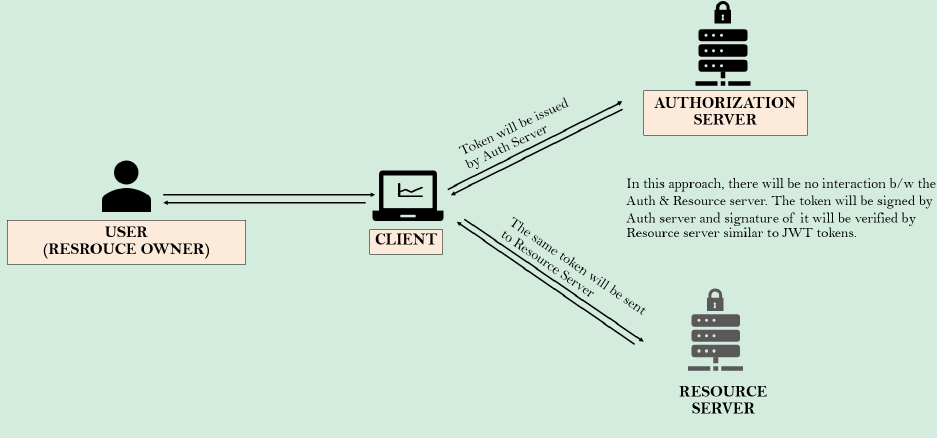 AUTHORIZATION
SERVER
Token will be issued
by Auth Server
In this approach, there will be no interaction b/w the
Auth & Resource server. The token will be signed by
Auth server and signature of it will be verified by
Resource server similar to JWT tokens.
USER
(RESROUCE OWNER)
CLIENT
The same token will be sent
to Resource Server
RESOURCE
SERVER